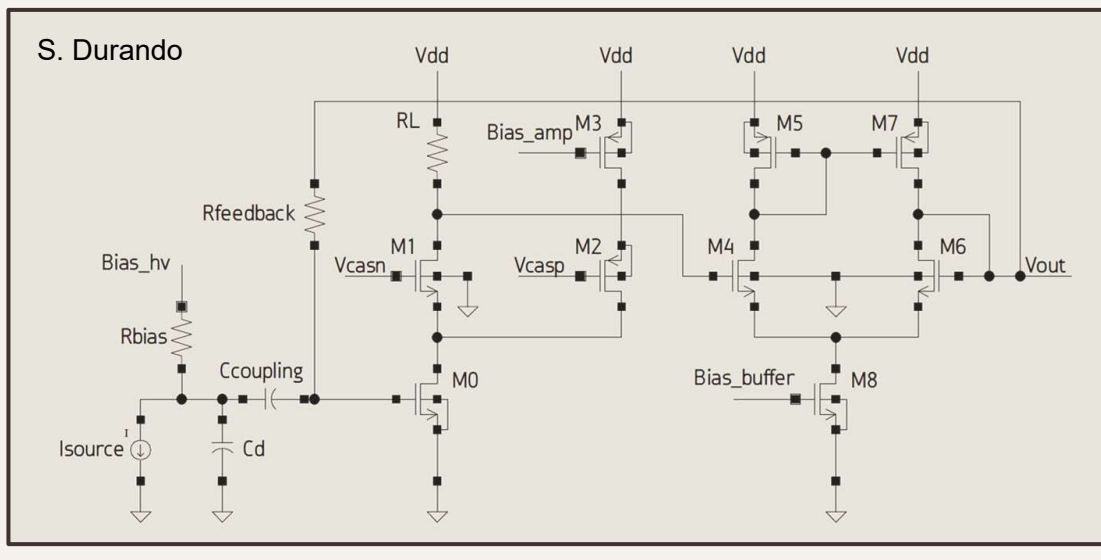 S. Durando
Vdd Vdd Vdd Vdd
RL
Bias_amp M3
M5 M7
Rfeedback
M1
Vcasn
M2
Vcasp
M4
M6
Vout
Bias_hv
Rbias
Ccoupling
M0
Bias_buffer M8
I
Isource
Cd